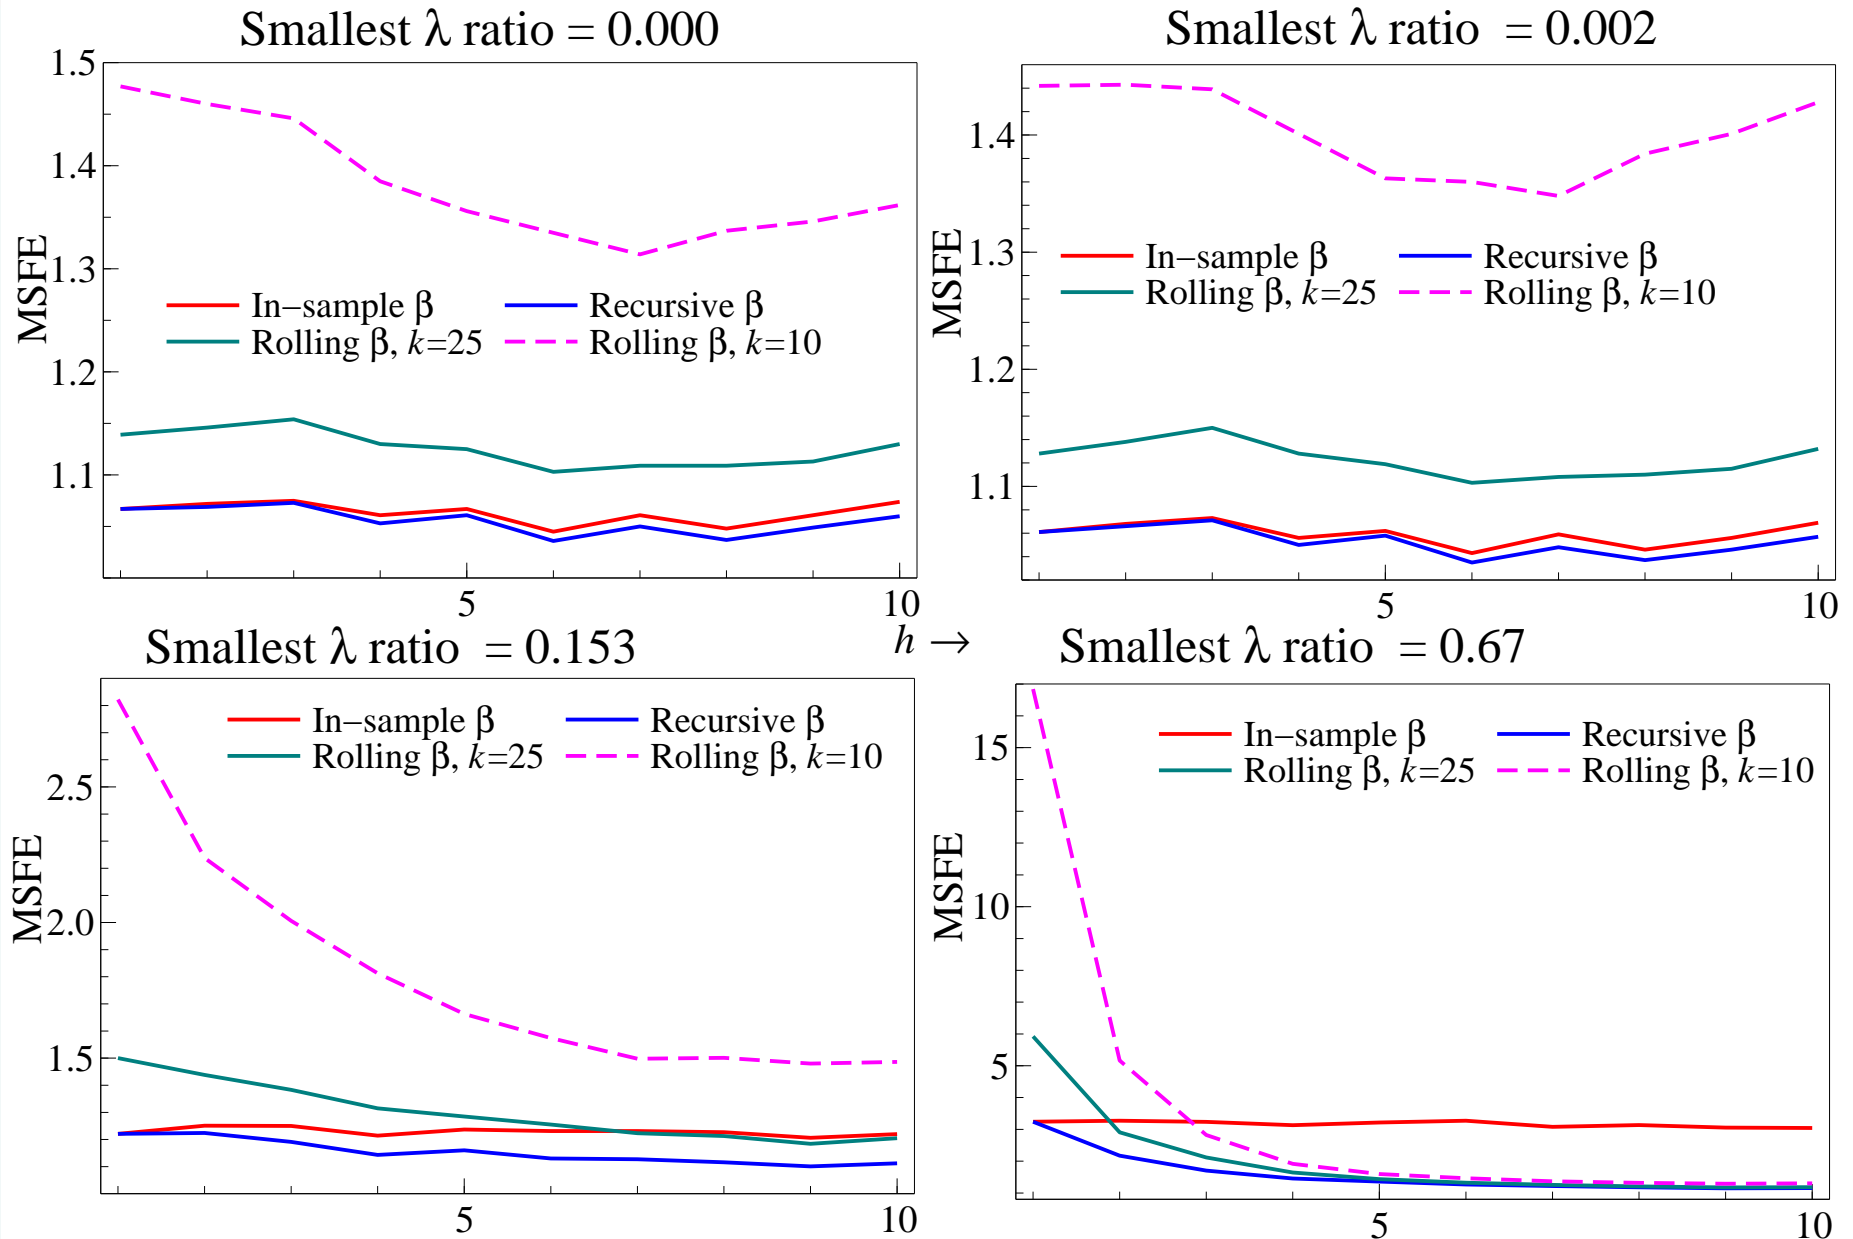 Smallest λ ratio = 0.000
1.5
1.4
1.3
1.2
1.1
MSFE
In−sample β
Recursive β
Rolling β, k=25
Rolling β, k=10
5
10
Smallest λ ratio = 0.002
1.4
1.3
1.2
1.1
MSFE
In−sample β
Recursive β
Rolling β, k=25
Rolling β, k=10
5
10
h →
Smallest λ ratio = 0.153
2.5
2.0
1.5
MSFE
In−sample β
Recursive β
Rolling β, k=25
Rolling β, k=10
5
10
Smallest λ ratio = 0.67
15
10
5
MSFE
In−sample β
Recursive β
Rolling β, k=25
Rolling β, k=10
5
10